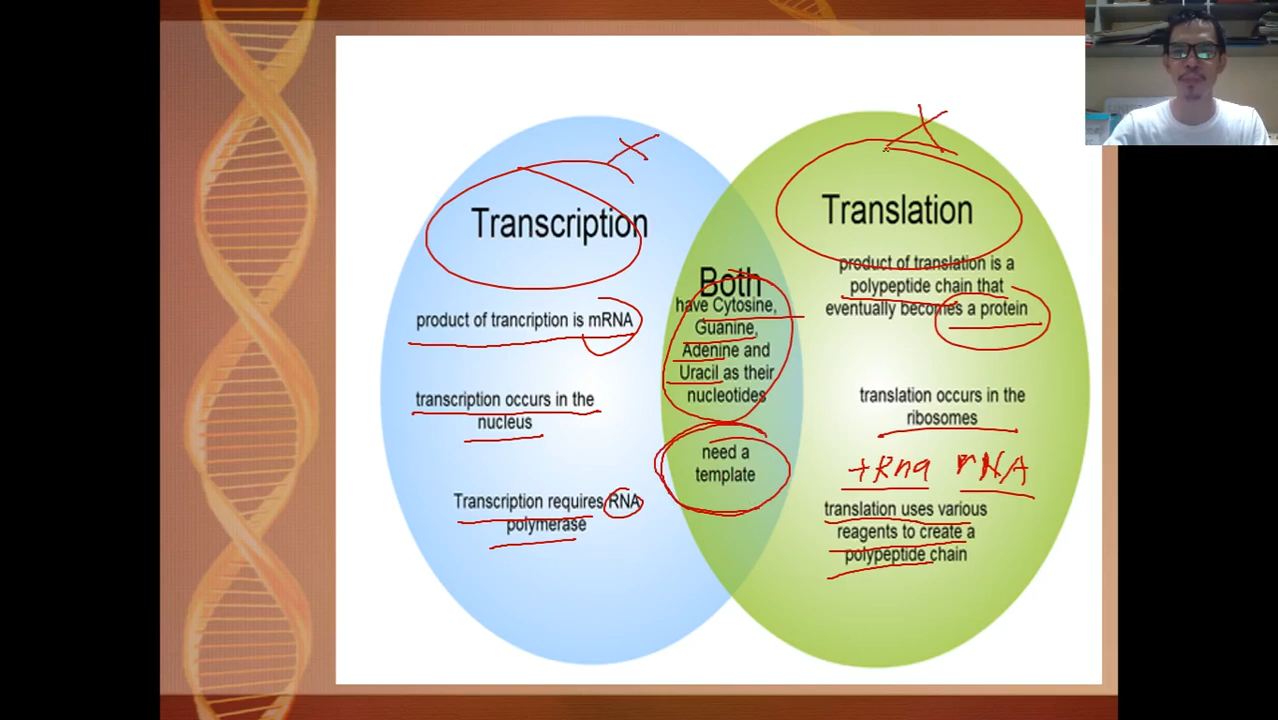 Transcription
product of trancription is mRNA
transcription occurs in the
nucleus
Transcription requires RNA
polymerase
Both
have Cytosine,
Guanine,
Adenine and
Uracil as their
nucleotides
need a
template
Translation
product of translation is a
polypeptide chain that
eventually becomes a protein
translation occurs in the
ribosomes
tRna rNA
translation uses various
reagents to create a
polypeptide chain